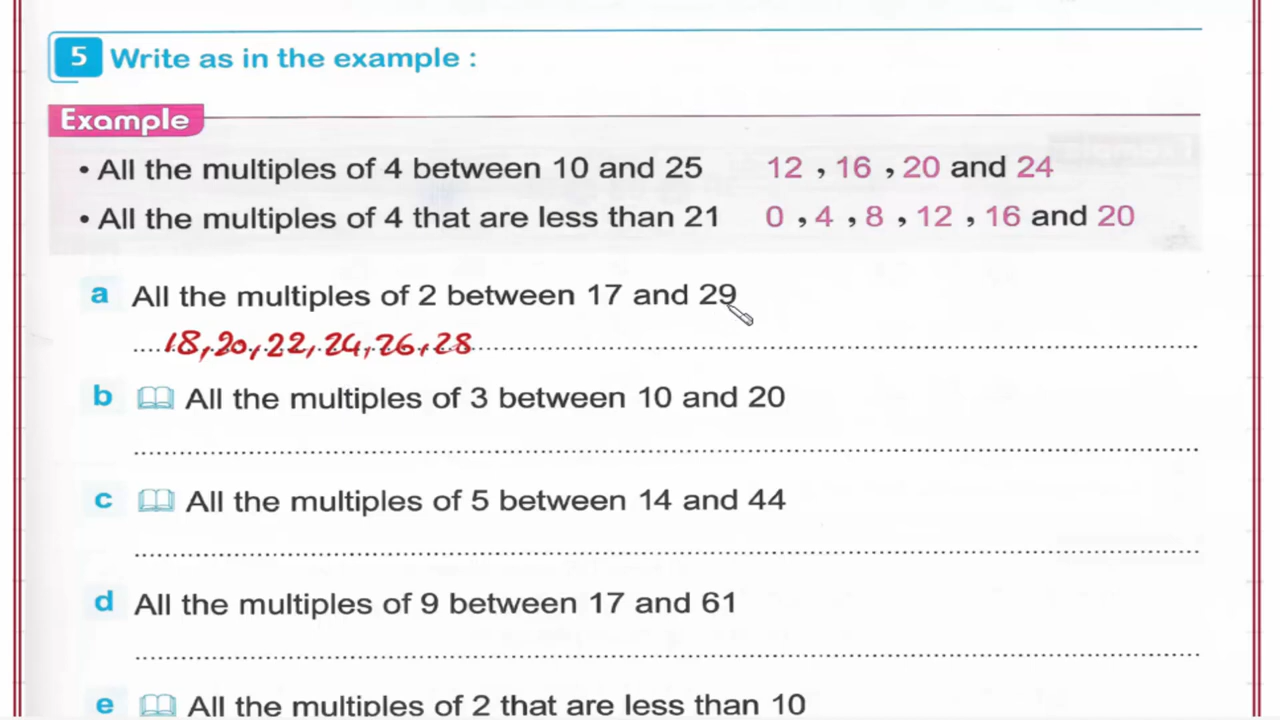 5 Write as in the example :
Example
• All the multiples of 4 between 10 and 25 12 , 16 , 20 and 24
• All the multiples of 4 that are less than 21 0 , 4 , 8 , 12 , 16 and 20
a All the multiples of 2 between 17 and 29
18, 20, 22, 24, 26, 28
b All the multiples of 3 between 10 and 20
c All the multiples of 5 between 14 and 44
d All the multiples of 9 between 17 and 61
e All the multiples of 2 that are less than 10